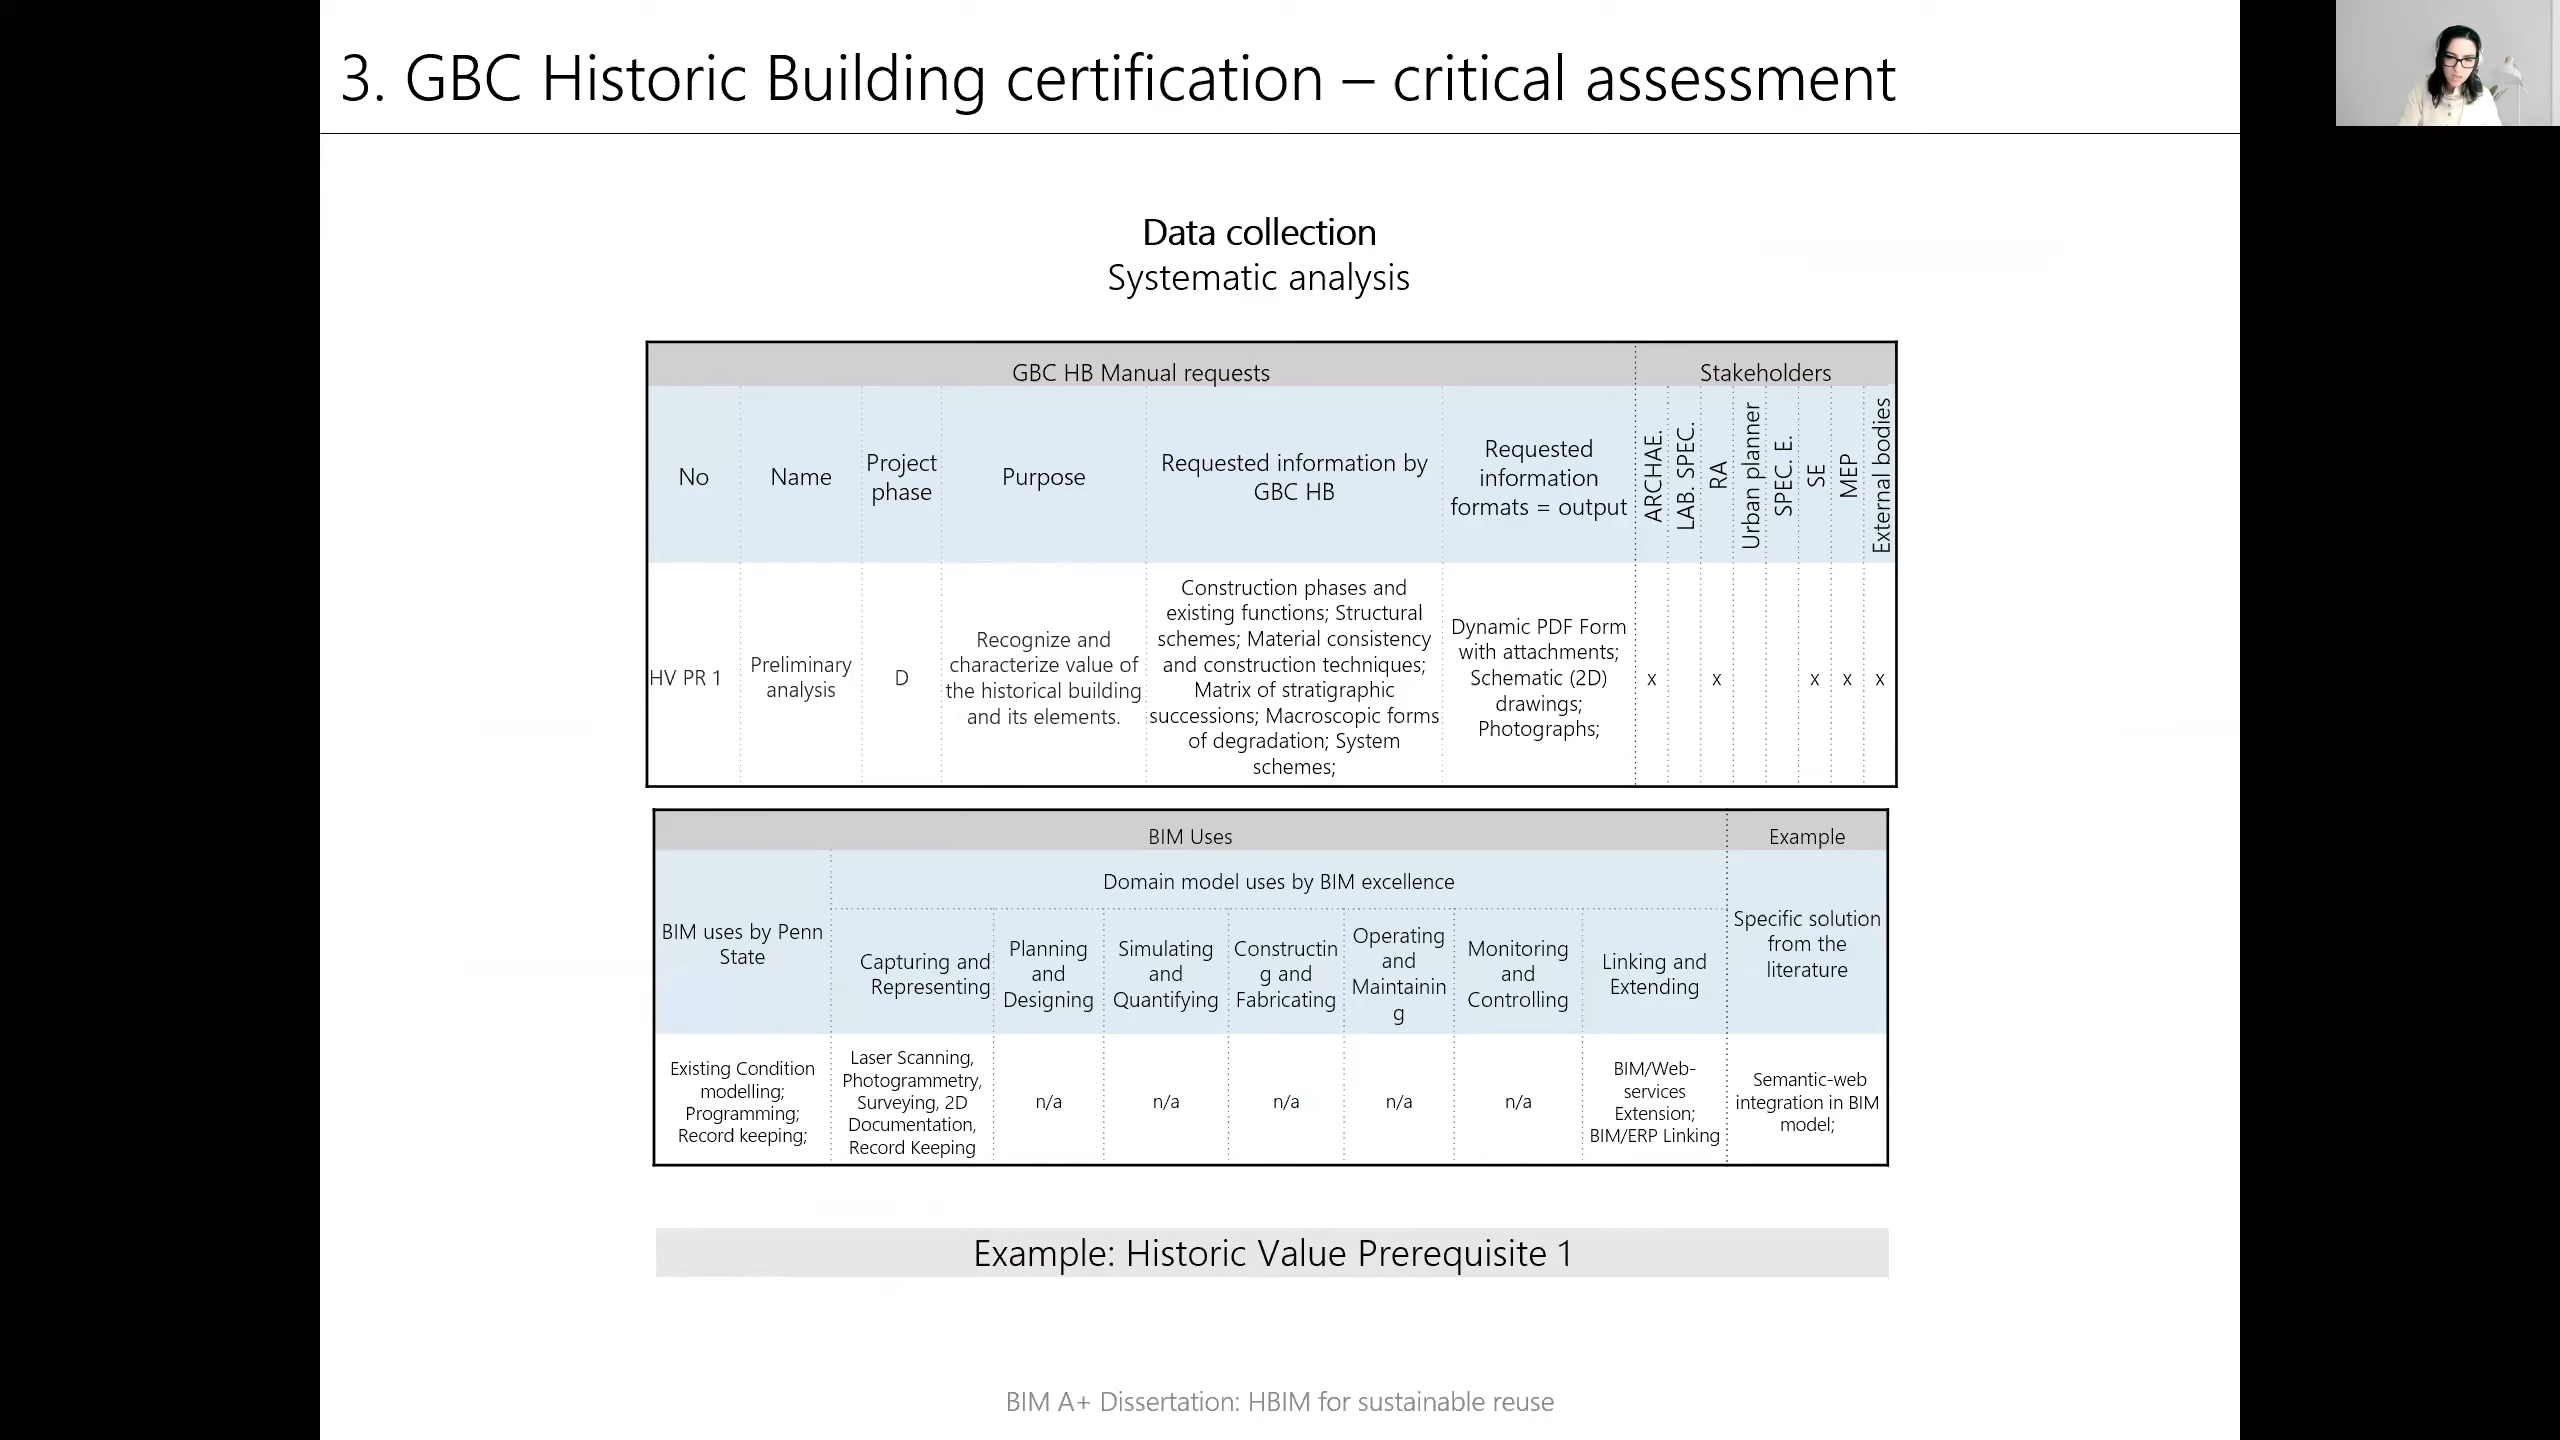 3. GBC Historic Building certification – critical assessment
Data collection
Systematic analysis
GBC HB Manual requests
Stakeholders
No
Name
Project
phase
Purpose
Requested information by
GBC HB
Requested
information
formats = output
ARCHAE.
LAB. SPEC.
RA
Urban planner
SPEC. E.
SE
MEP
External bodies
HV PR 1
Preliminary
analysis
D
Recognize and
characterize value of
the historical building
and its elements.
Construction phases and
existing functions; Structural
schemes; Material consistency
and construction techniques;
Matrix of stratigraphic
successions; Macroscopic forms
of degradation; System
schemes;
Dynamic PDF Form
with attachments;
Schematic (2D)
drawings;
Photographs;
x
x
x
x
x
BIM Uses
Example
BIM uses by Penn
State
Domain model uses by BIM excellence
Capturing and
Representing
Planning
and
Designing
Simulating
and
Quantifying
Constructin
g and
Fabricating
Operating
and
Maintainin
g
Monitoring
and
Controlling
Linking and
Extending
Specific solution
from the
literature
Existing Condition
modelling;
Programming;
Record keeping;
Laser Scanning,
Photogrammetry,
Surveying, 2D
Documentation,
Record Keeping
n/a
n/a
n/a
n/a
n/a
BIM/Web-
services
Extension;
BIM/ERP Linking
Semantic-web
integration in BIM
model;
Example: Historic Value Prerequisite 1
BIM A+ Dissertation: HBIM for sustainable reuse